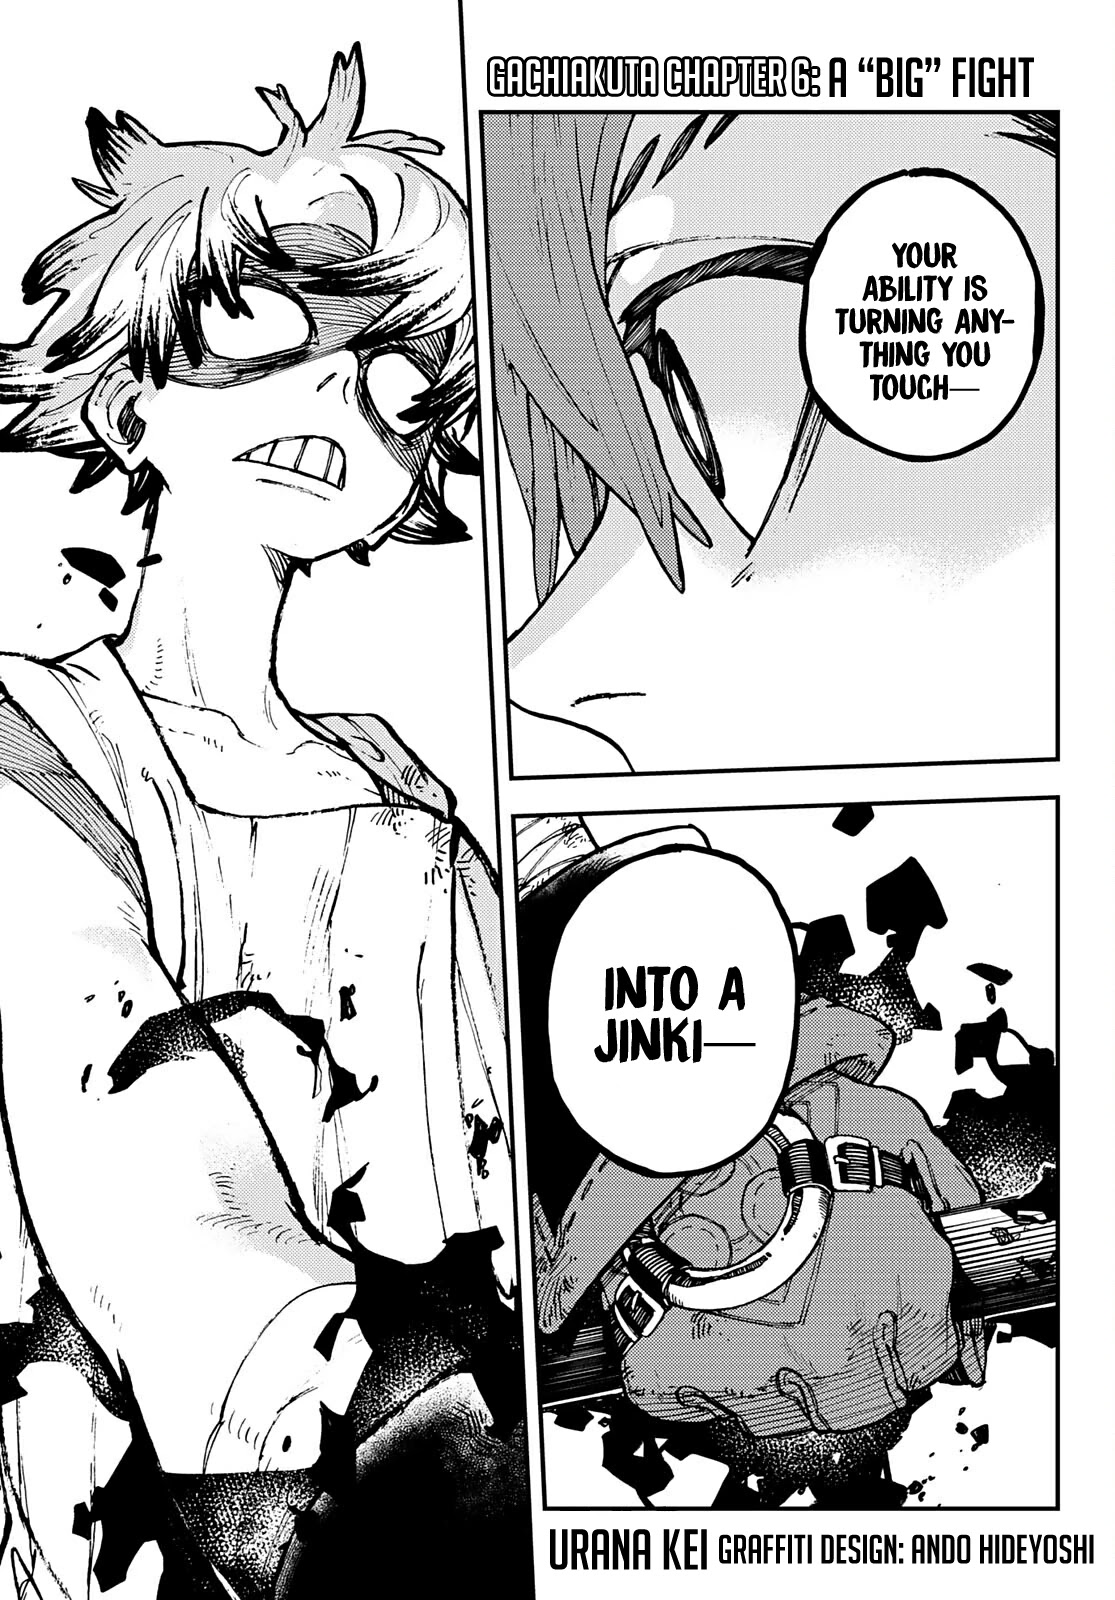 GACHIAKUTA CHAPTER 6: A “BIG” FIGHT
YOUR
ABILITY IS
TURNING ANY-
THING YOU
TOUCH—
INTO A
JINKI—
URANA KEI GRAFFITI DESIGN: ANDO HIDEYOSHI